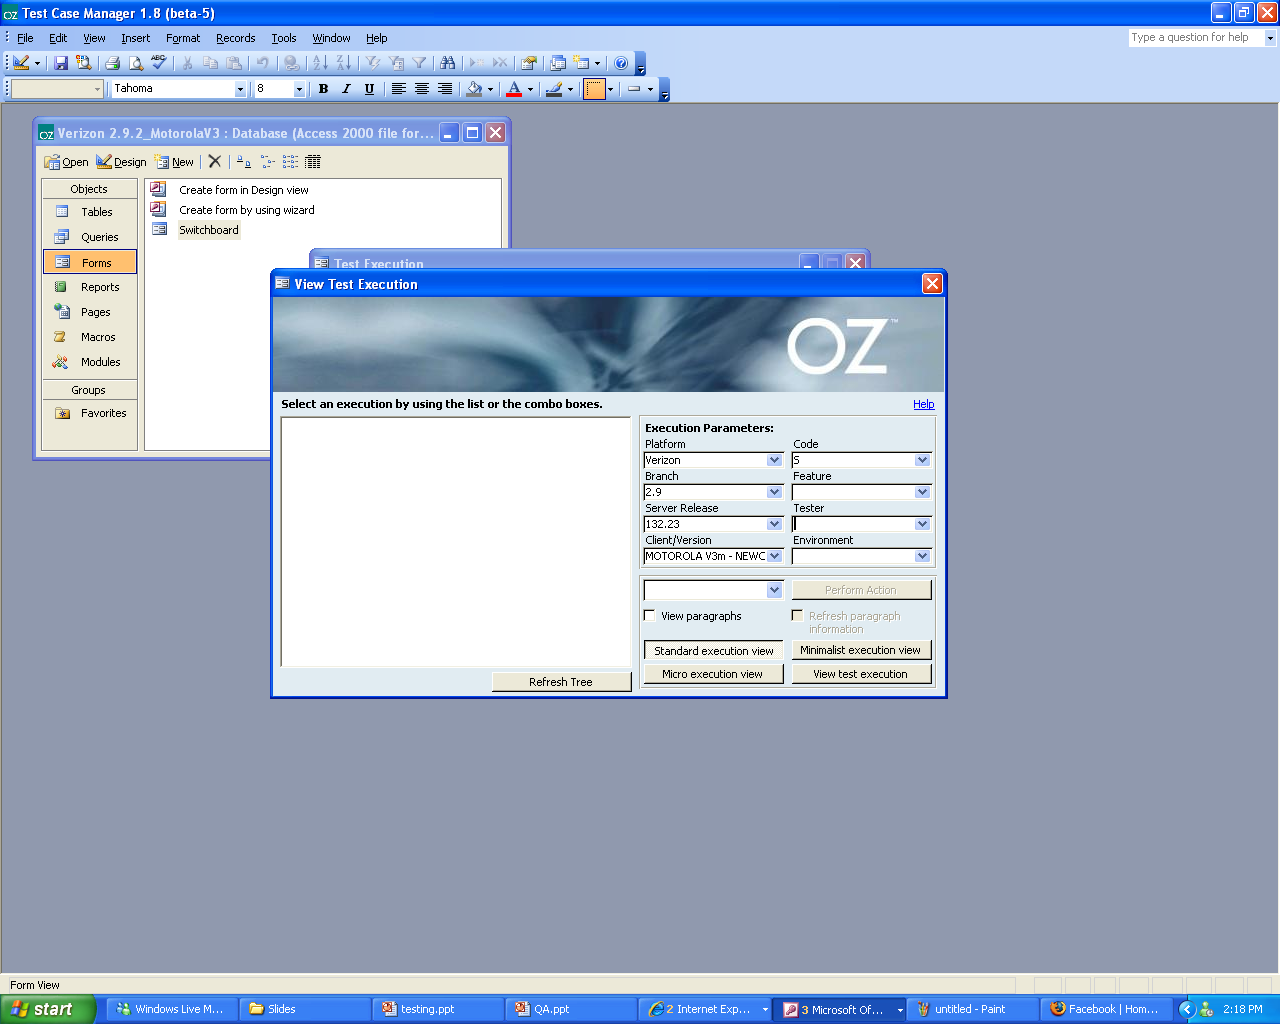 Test Case Manager 1.8 (beta-5)
File Edit View Insert Format Records Tools Window Help
Type a question for help
Tahoma 8 B I U A
Verizon 2.9.2_MotorolaV3 : Database (Access 2000 file for...
Open Design New
Objects
Tables
Queries
Forms
Reports
Pages
Macros
Modules
Groups
Favorites
Create form in Design view
Create form by using wizard
Switchboard
Test Execution
View Test Execution
OZ™
Select an execution by using the list or the combo boxes.
Help
Execution Parameters:
Platform Code
Verizon S
Branch Feature
2.9
Server Release Tester
132.23
Client/Version Environment
MOTOROLA V3m - NEWC
Perform Action
View paragraphs
Refresh paragraph
information
Standard execution view Minimalist execution view
Micro execution view View test execution
Refresh Tree
Form View
start
Windows Live M...
Slides
testing.ppt
QA.ppt
2 Internet Exp...
3 Microsoft Of...
untitled - Paint
Facebook | Hom...
2:18 PM